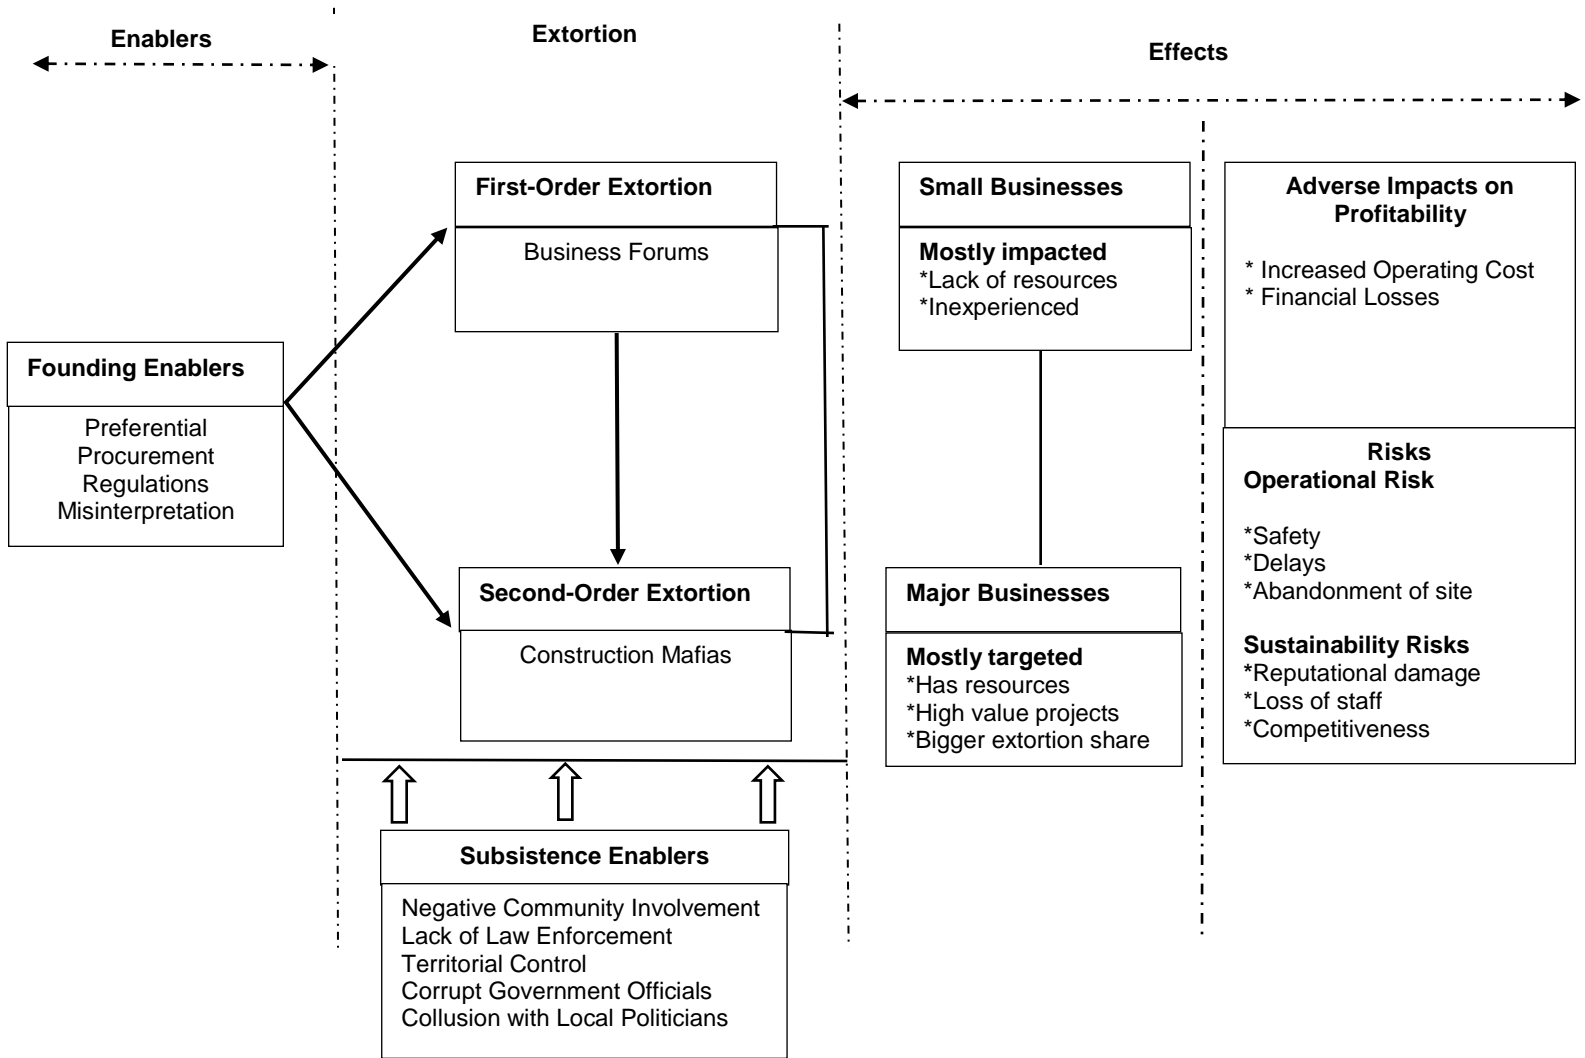 Enablers
Extortion
Effects
First-Order Extortion
Business Forums
Small Businesses
Mostly impacted
*Lack of resources
*Inexperienced
Adverse Impacts on
Profitability
* Increased Operating Cost
* Financial Losses
Founding Enablers
Preferential
Procurement
Regulations
Misinterpretation
Second-Order Extortion
Construction Mafias
Major Businesses
Mostly targeted
*Has resources
*High value projects
*Bigger extortion share
Risks
Operational Risk
*Safety
*Delays
*Abandonment of site
Sustainability Risks
*Reputational damage
*Loss of staff
*Competitiveness
Subsistence Enablers
Negative Community Involvement
Lack of Law Enforcement
Territorial Control
Corrupt Government Officials
Collusion with Local Politicians